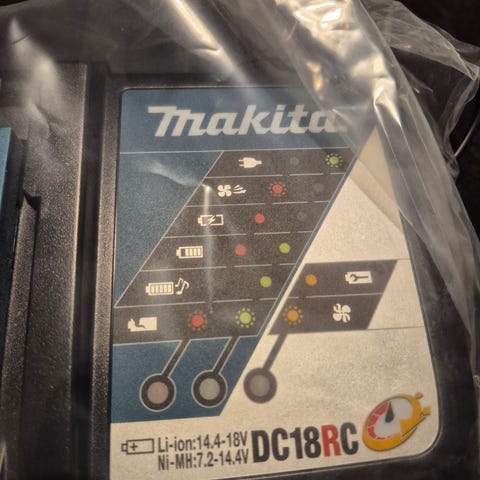 makita
Li-ion:14.4-18V
Ni-MH:7.2-14.4V
DC18RC